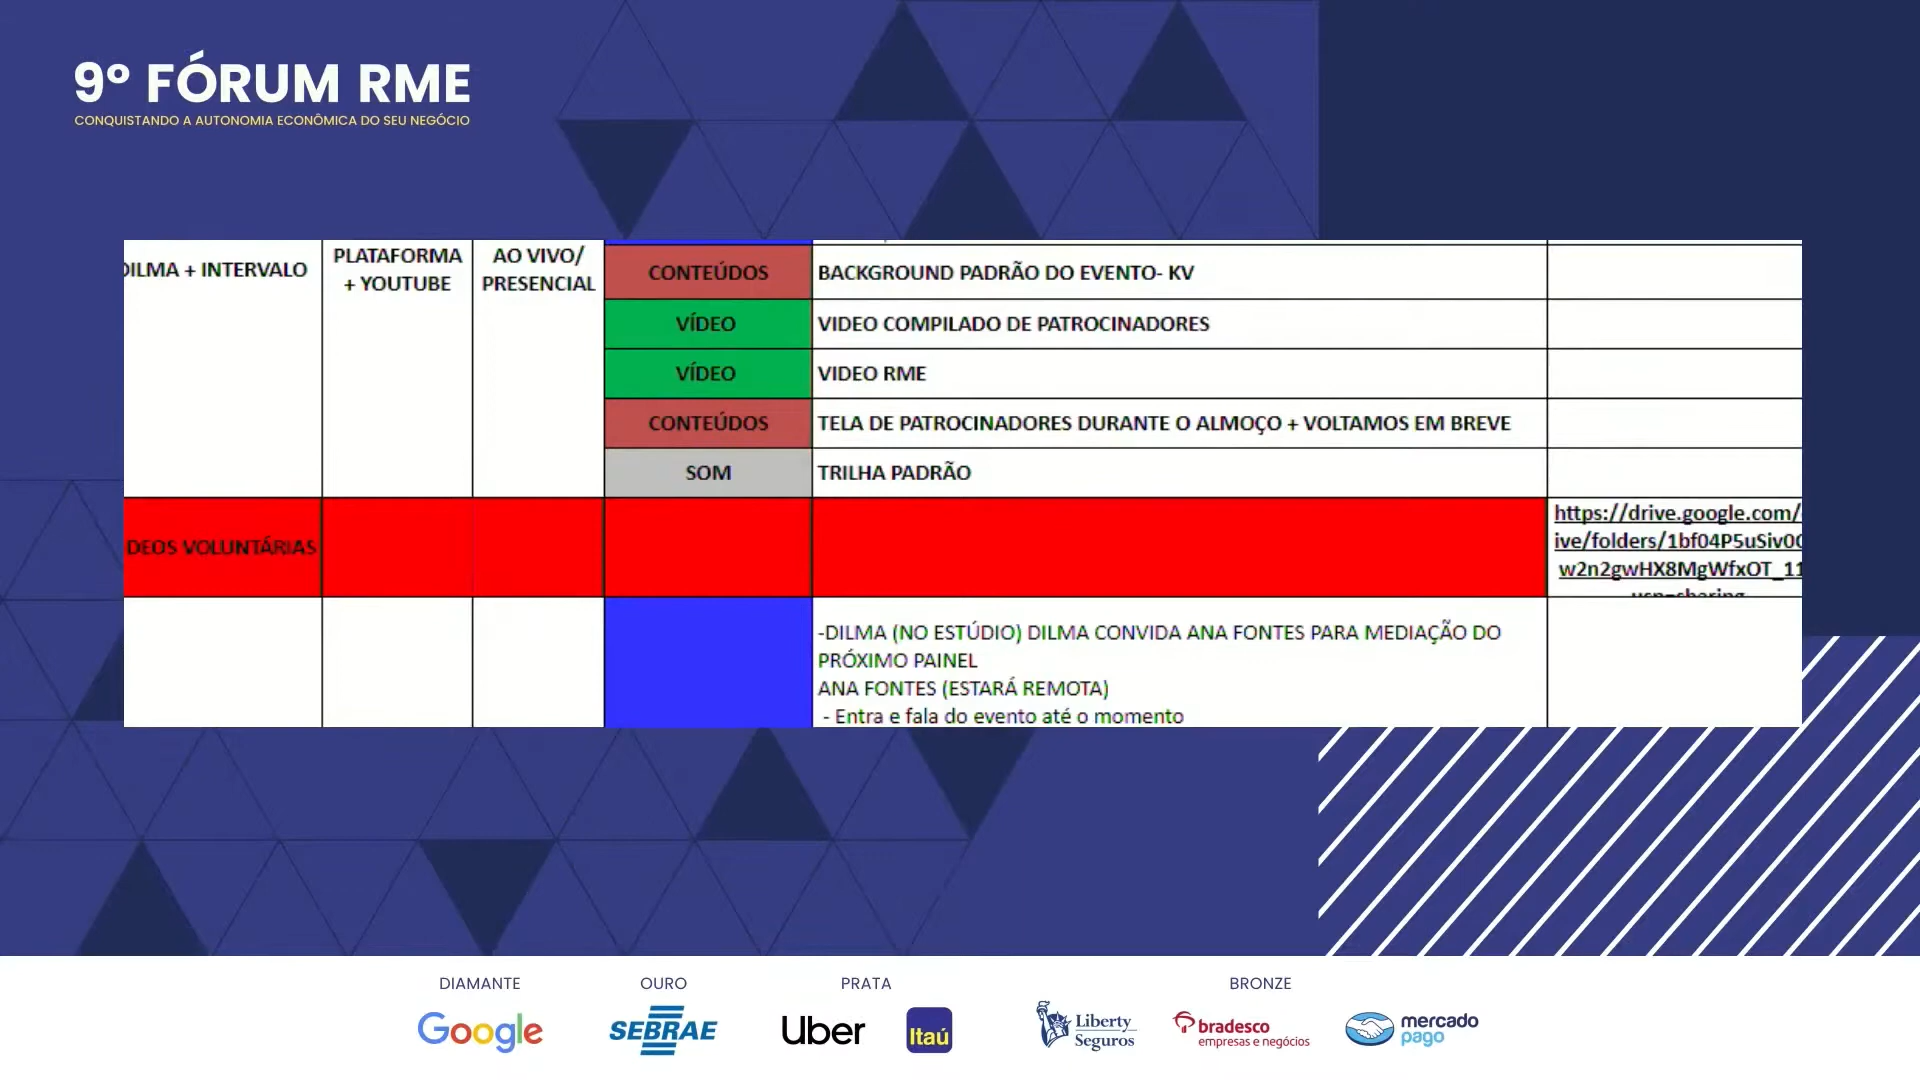 9º FÓRUM RME
CONQUISTANDO A AUTONOMIA ECONÔMICA DO SEU NEGÓCIO
DILMA + INTERVALO
PLATAFORMA
+ YOUTUBE
AO VIVO/
PRESENCIAL
CONTEÚDOS
BACKGROUND PADRÃO DO EVENTO- KV
VÍDEO
VIDEO COMPILADO DE PATROCINADORES
VÍDEO
VIDEO RME
CONTEÚDOS
TELA DE PATROCINADORES DURANTE O ALMOÇO + VOLTAMOS EM BREVE
SOM
TRILHA PADRÃO
DEOS VOLUNTÁRIAS
https://drive.google.com/
ive/folders/1bf04P5uSiv0
w2n2gwHX8MgWfxOT_11
usp=sharing
-DILMA (NO ESTÚDIO) DILMA CONVIDA ANA FONTES PARA MEDIAÇÃO DO
PRÓXIMO PAINEL
ANA FONTES (ESTARÁ REMOTA)
- Entra e fala do evento até o momento
DIAMANTE
OURO
PRATA
BRONZE
Google
SEBRAE
Uber
Itaú
Liberty
Seguros
bradesco
empresas e negócios
mercado
pago